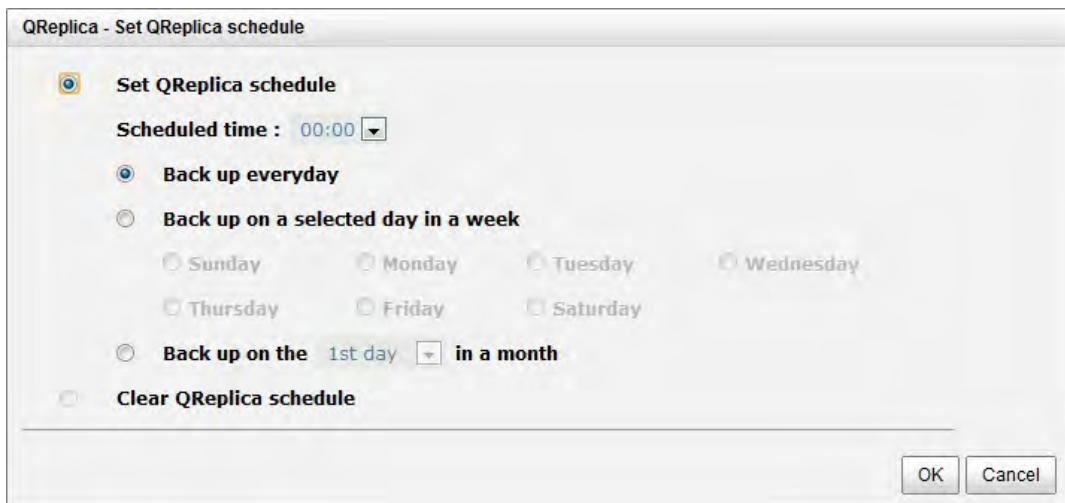 QReplica - Set QReplica schedule
Set QReplica schedule
Scheduled time : 00:00
Back up everyday
Back up on a selected day in a week
Sunday Monday Tuesday Wednesday
Thursday Friday Saturday
Back up on the 1st day in a month
Clear QReplica schedule
OK Cancel